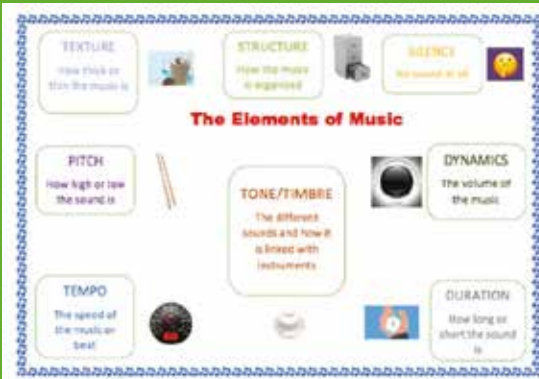 TEXTURE
How thick or
thin the music is
STRUCTURE
How the music
is organised
SILENCE
No sound at all
The Elements of Music
PITCH
How high or low
the sound is
TONE/TIMBRE
The different
sounds and how it
is linked with
instruments
DYNAMICS
The volume of
the music
TEMPO
The speed of
the music or
beat
DURATION
How long or
short the sound
is